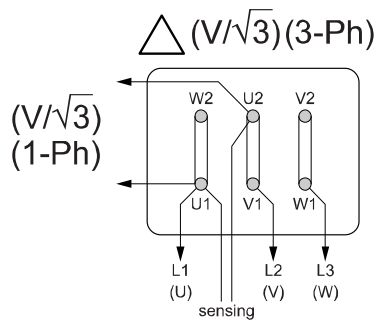 △ (V/√3) (3-Ph)
(V/√3)
(1-Ph)
W2 U2 V2
U1 V1 W1
L1 L2 L3
(U) (V) (W)
sensing